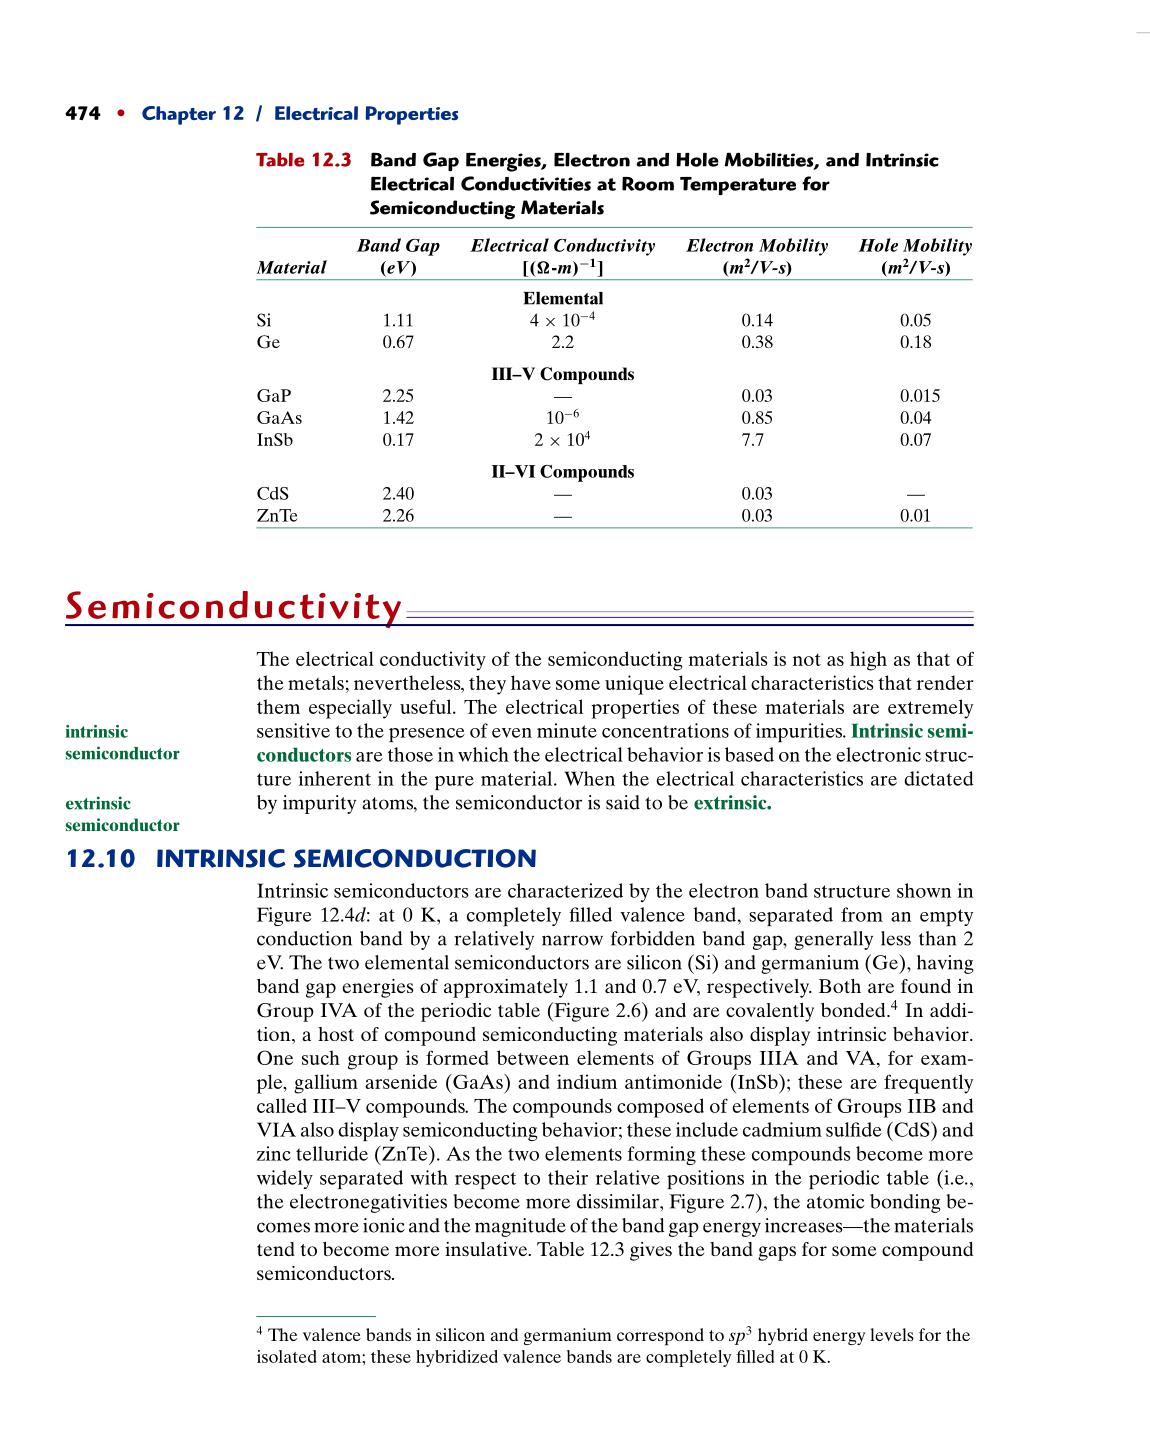 474 • Chapter 12 / Electrical Properties
Table 12.3 Band Gap Energies, Electron and Hole Mobilities, and Intrinsic
Electrical Conductivities at Room Temperature for
Semiconducting Materials
Band Gap Electrical Conductivity Electron Mobility Hole Mobility
Material (eV) [(Ω-m)⁻¹] (m²/V-s) (m²/V-s)
Elemental
Si 1.11 4 × 10⁻⁴ 0.14 0.05
Ge 0.67 2.2 0.38 0.18
III–V Compounds
GaP 2.25 — 0.03 0.015
GaAs 1.42 10⁻⁶ 0.85 0.04
InSb 0.17 2 × 10⁴ 7.7 0.07
II–VI Compounds
CdS 2.40 — 0.03 —
ZnTe 2.26 — 0.03 0.01
Semiconductivity
The electrical conductivity of the semiconducting materials is not as high as that of
the metals; nevertheless, they have some unique electrical characteristics that render
them especially useful. The electrical properties of these materials are extremely
intrinsic
semiconductor
sensitive to the presence of even minute concentrations of impurities. Intrinsic semi-
conductors are those in which the electrical behavior is based on the electronic struc-
ture inherent in the pure material. When the electrical characteristics are dictated
extrinsic
semiconductor
by impurity atoms, the semiconductor is said to be extrinsic.
12.10 INTRINSIC SEMICONDUCTION
Intrinsic semiconductors are characterized by the electron band structure shown in
Figure 12.4d: at 0 K, a completely filled valence band, separated from an empty
conduction band by a relatively narrow forbidden band gap, generally less than 2
eV. The two elemental semiconductors are silicon (Si) and germanium (Ge), having
band gap energies of approximately 1.1 and 0.7 eV, respectively. Both are found in
Group IVA of the periodic table (Figure 2.6) and are covalently bonded.⁴ In addi-
tion, a host of compound semiconducting materials also display intrinsic behavior.
One such group is formed between elements of Groups IIIA and VA, for exam-
ple, gallium arsenide (GaAs) and indium antimonide (InSb); these are frequently
called III–V compounds. The compounds composed of elements of Groups IIB and
VIA also display semiconducting behavior; these include cadmium sulfide (CdS) and
zinc telluride (ZnTe). As the two elements forming these compounds become more
widely separated with respect to their relative positions in the periodic table (i.e.,
the electronegativities become more dissimilar, Figure 2.7), the atomic bonding be-
comes more ionic and the magnitude of the band gap energy increases—the materials
tend to become more insulative. Table 12.3 gives the band gaps for some compound
semiconductors.
⁴ The valence bands in silicon and germanium correspond to sp³ hybrid energy levels for the
isolated atom; these hybridized valence bands are completely filled at 0 K.